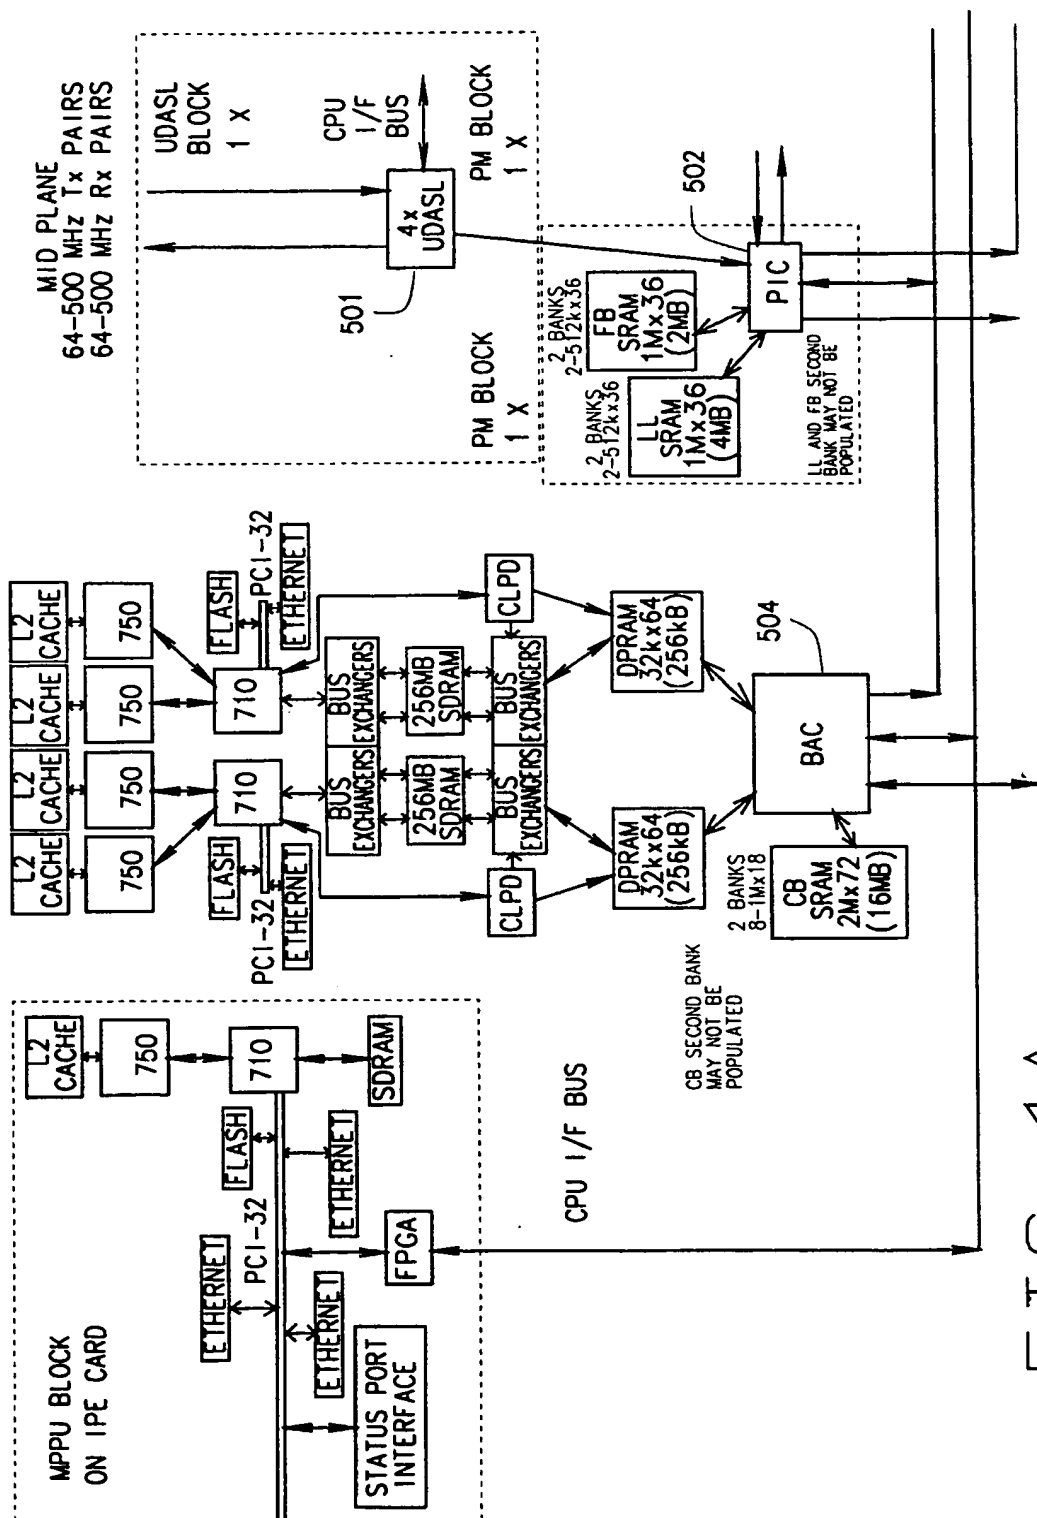 MPPU BLOCK
ON IPE CARD
L2
CACHE
750
710
SDRAM
FLASH
PCI-32
ETHERNET
ETHERNET
ETHERNET
FPGA
STATUS PORT
INTERFACE
CPU I/F BUS
L2
CACHE
L2
CACHE
L2
CACHE
L2
CACHE
750
750
750
750
710
710
FLASH
PCI-32
ETHERNET
FLASH
PCI-32
ETHERNET
BUS
EXCHANGERS
BUS
EXCHANGERS
256MB
SDRAM
256MB
SDRAM
BUS
EXCHANGERS
BUS
EXCHANGERS
CLPD
CLPD
DPRAM
32kx64
(256kB)
DPRAM
32kx64
(256kB)
BAC
504
2 BANKS
8-1Mx18
CB
SRAM
2Mx72
(16MB)
CB SECOND BANK
MAY NOT BE
POPULATED
MID PLANE
64-500 MHz Tx PAIRS
64-500 MHz Rx PAIRS
UDASL
BLOCK
1 X
CPU
I/F
BUS
4x
UDASL
501
PM BLOCK
1 X
PM BLOCK
1 X
2 BANKS
2-512kx36
FB
SRAM
1Mx36
(2MB)
2 BANKS
2-512kx36
LL
SRAM
1Mx36
(4MB)
PIC
502
LL AND FB SECOND
BANK MAY NOT BE
POPULATED